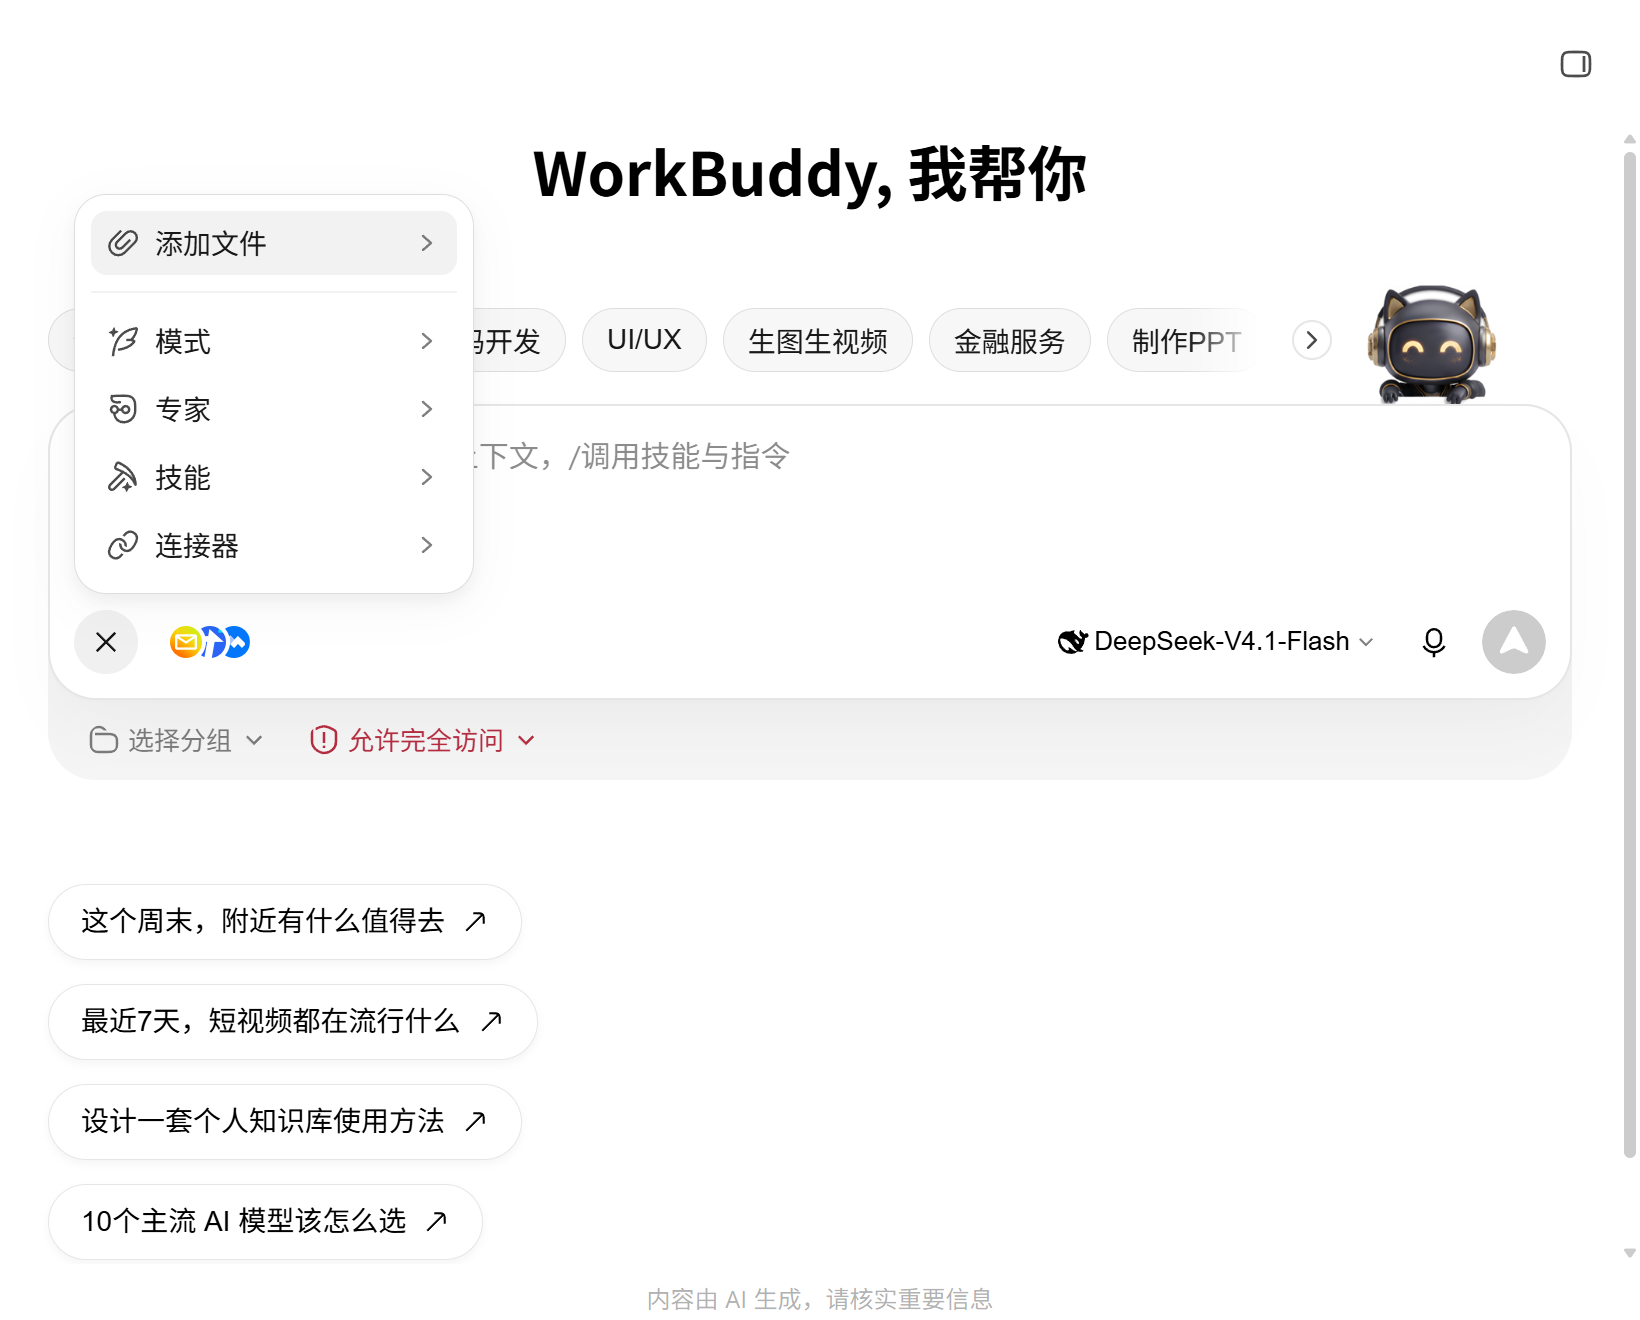 WorkBuddy, 我帮你
添加文件
模式
专家
技能
连接器
开发
UI/UX
生图生视频
金融服务
制作PPT
下文，/调用技能与指令
DeepSeek-V4.1-Flash
选择分组
允许完全访问
这个周末，附近有什么值得去
最近7天，短视频都在流行什么
设计一套个人知识库使用方法
10个主流 AI 模型该怎么选
内容由 AI 生成，请核实重要信息